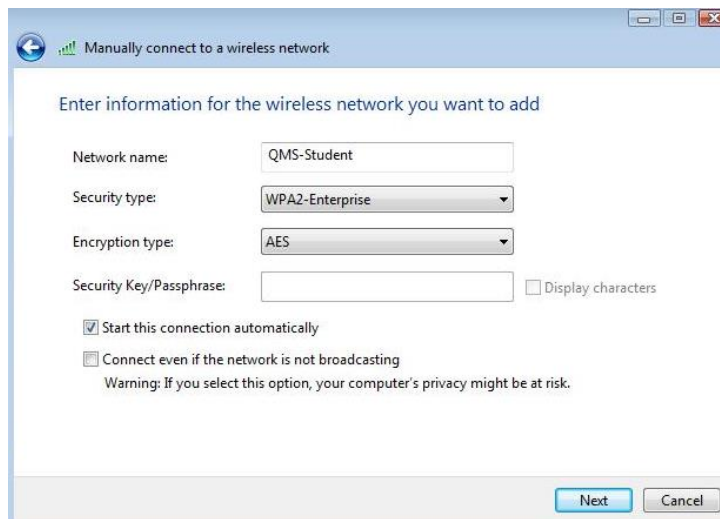 Manually connect to a wireless network
Enter information for the wireless network you want to add
Network name: QMS-Student
Security type: WPA2-Enterprise
Encryption type: AES
Security Key/Passphrase: Display characters
Start this connection automatically
Connect even if the network is not broadcasting
Warning: If you select this option, your computer's privacy might be at risk.
Next Cancel